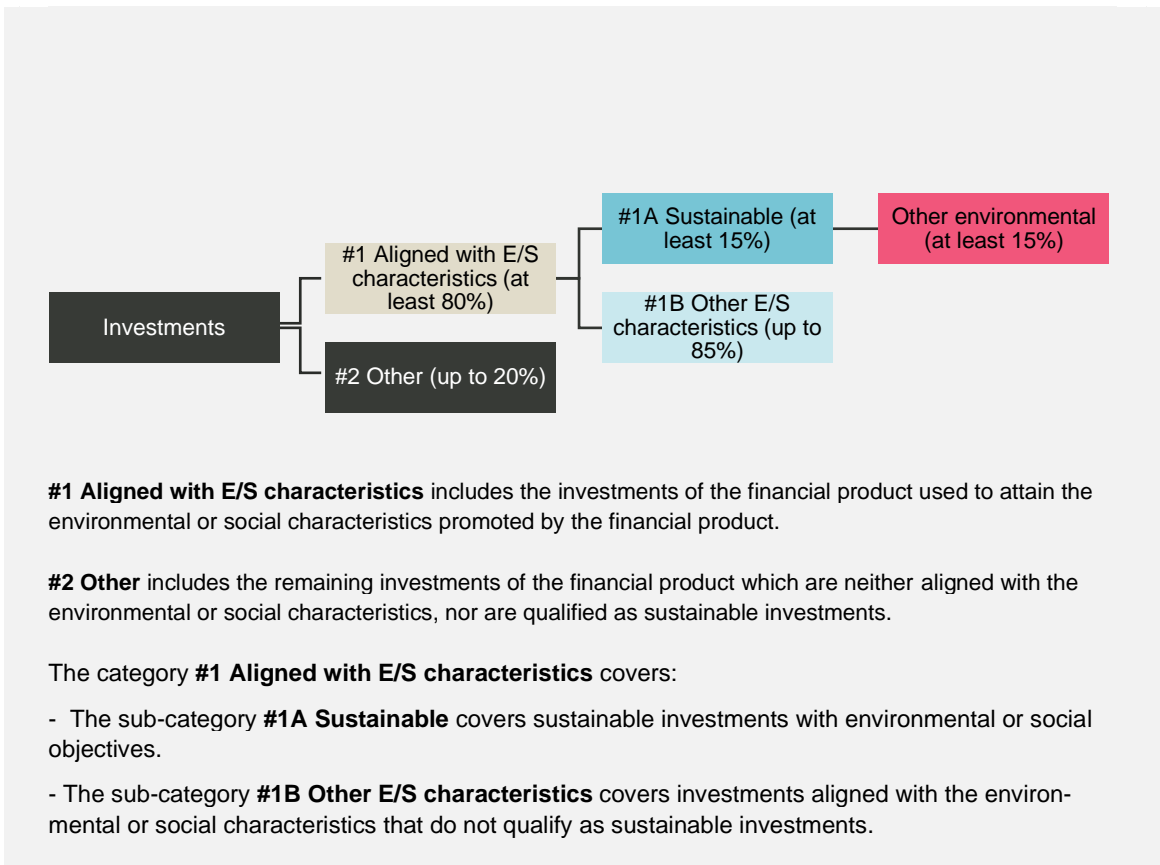 Investments
#1 Aligned with E/S
characteristics (at
least 80%)
#2 Other (up to 20%)
#1A Sustainable (at
least 15%)
#1B Other E/S
characteristics (up to
85%)
Other environmental
(at least 15%)
#1 Aligned with E/S characteristics includes the investments of the financial product used to attain the
environmental or social characteristics promoted by the financial product.
#2 Other includes the remaining investments of the financial product which are neither aligned with the
environmental or social characteristics, nor are qualified as sustainable investments.
The category #1 Aligned with E/S characteristics covers:
- The sub-category #1A Sustainable covers sustainable investments with environmental or social
objectives.
- The sub-category #1B Other E/S characteristics covers investments aligned with the environ-
mental or social characteristics that do not qualify as sustainable investments.